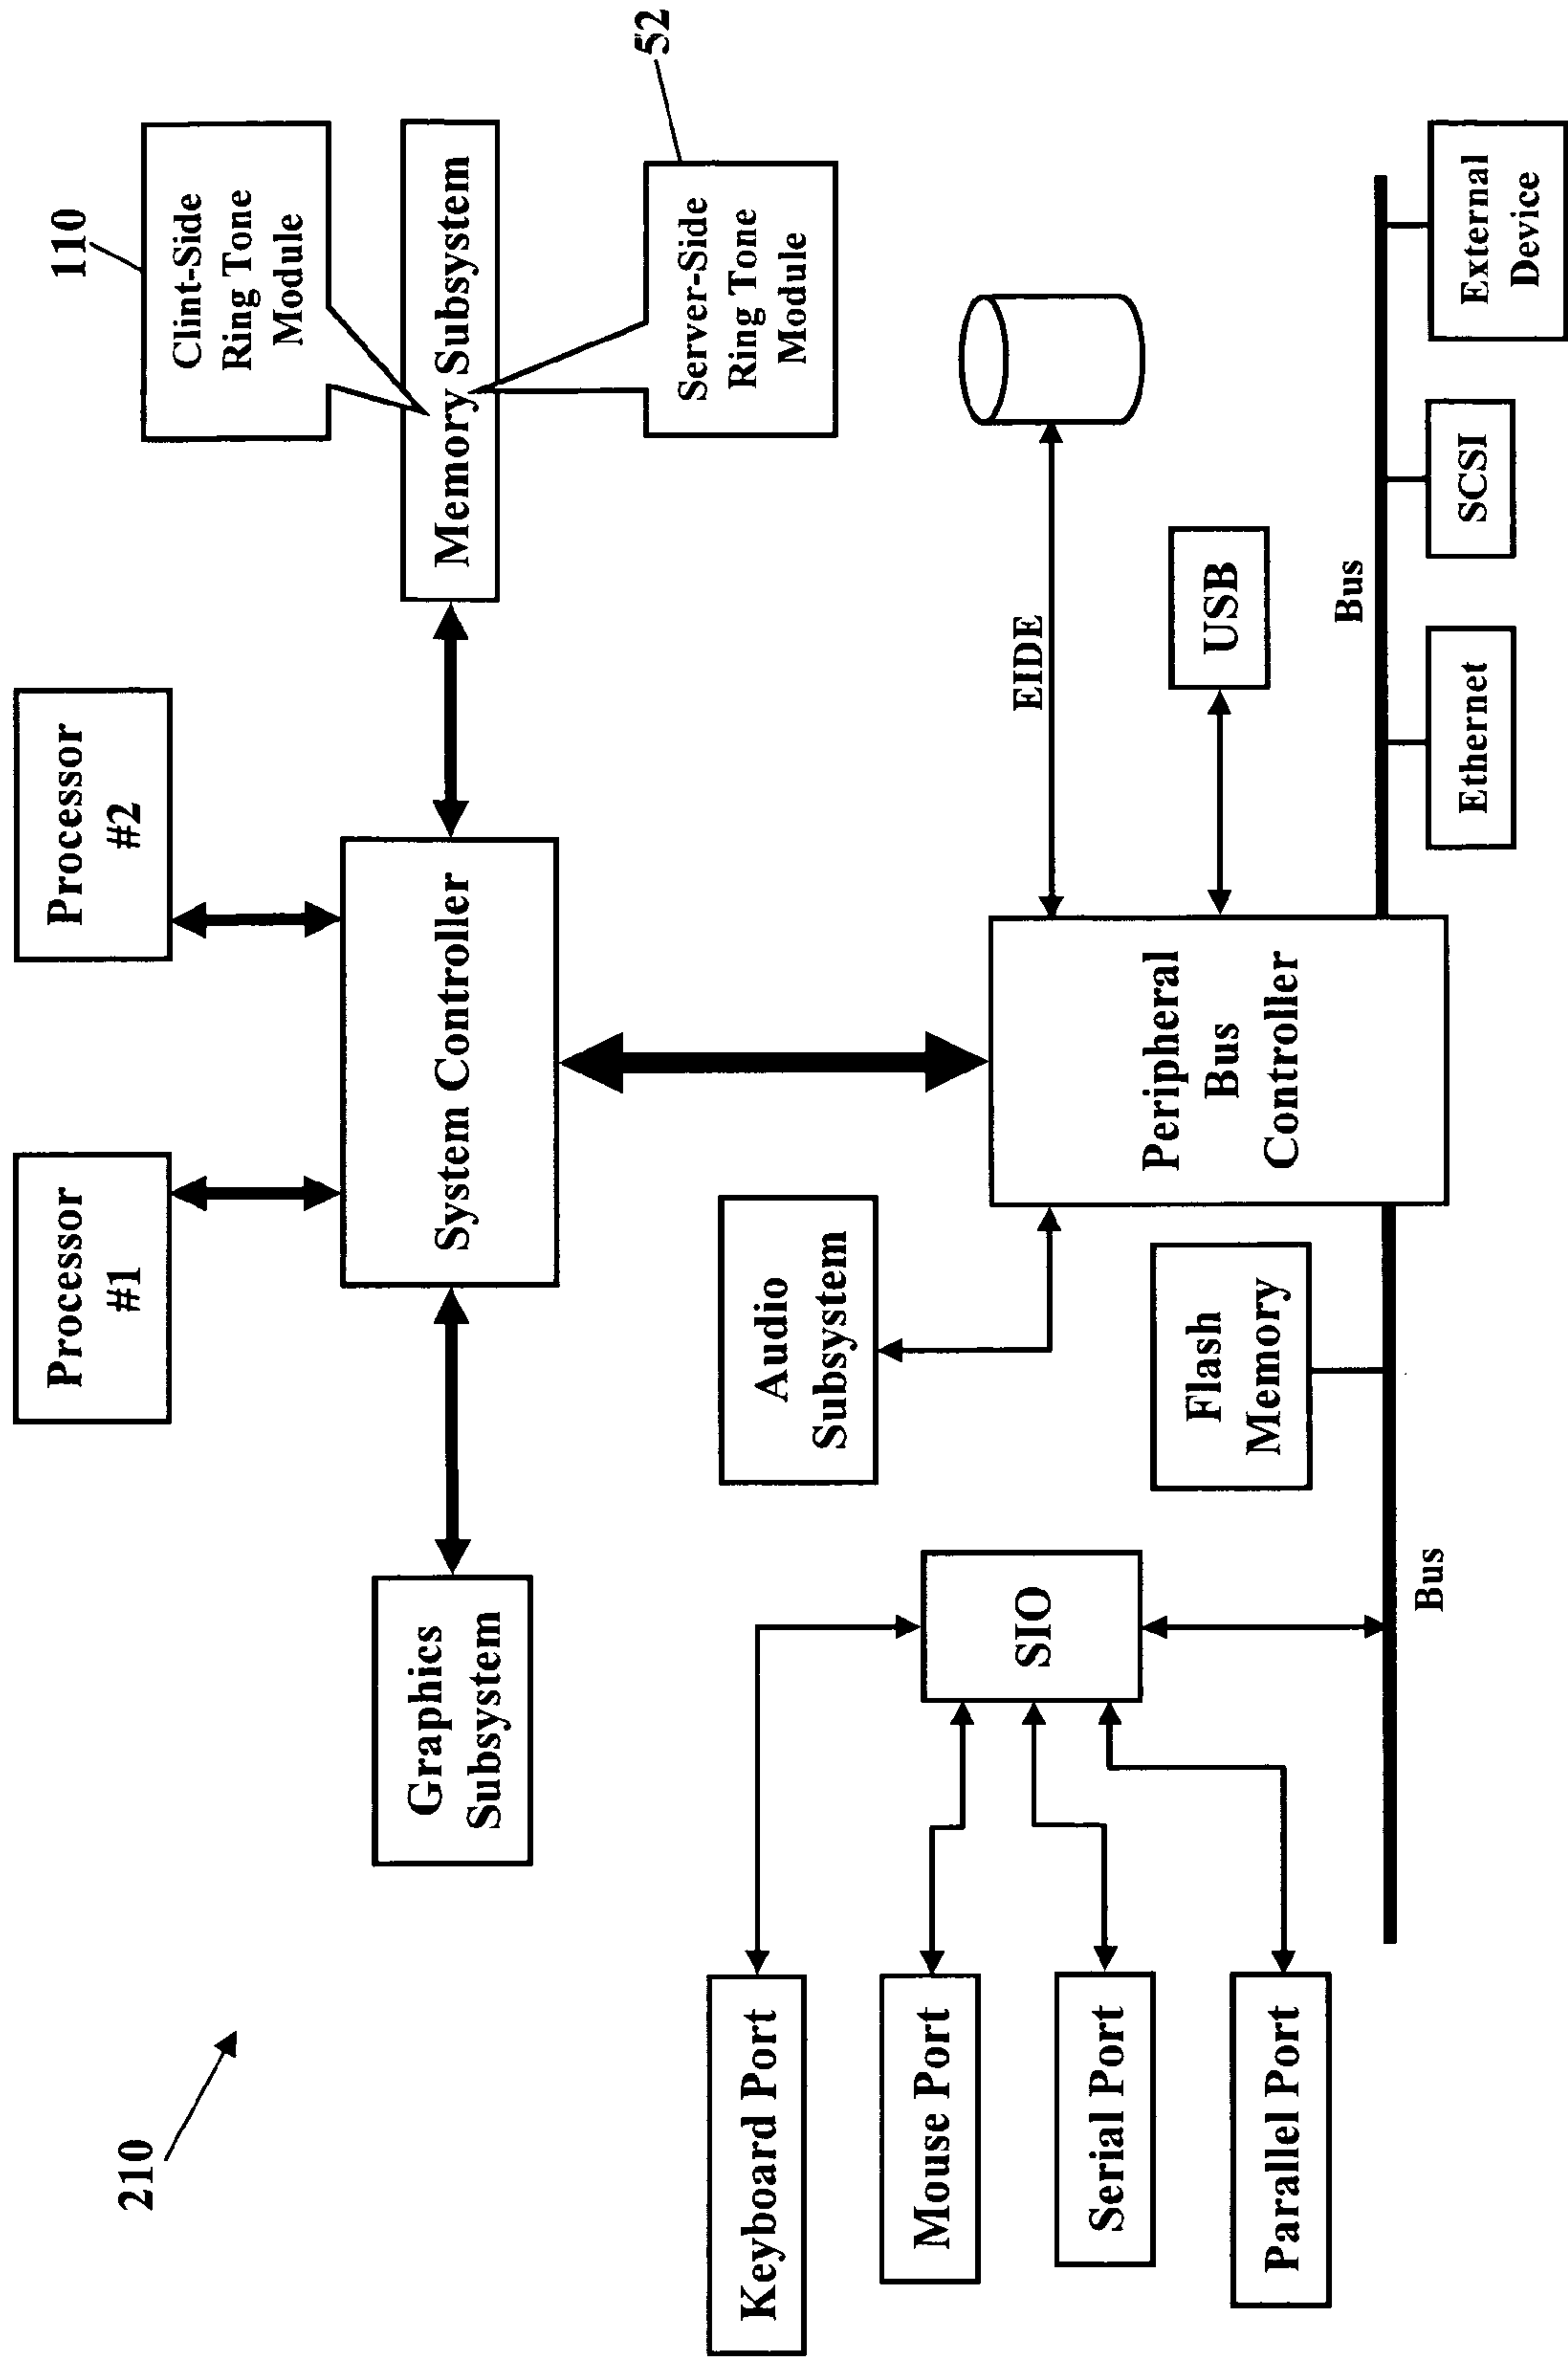 210
Processor
#1
Processor
#2
110
Clint-Side
Ring Tone
Module
Graphics
Subsystem
System Controller
Memory Subsystem
52
Server-Side
Ring Tone
Module
Keyboard Port
Mouse Port
Serial Port
Parallel Port
SIO
Audio
Subsystem
Flash
Memory
Peripheral
Bus
Controller
EIDE
USB
Bus
Bus
Ethernet
SCSI
External
Device